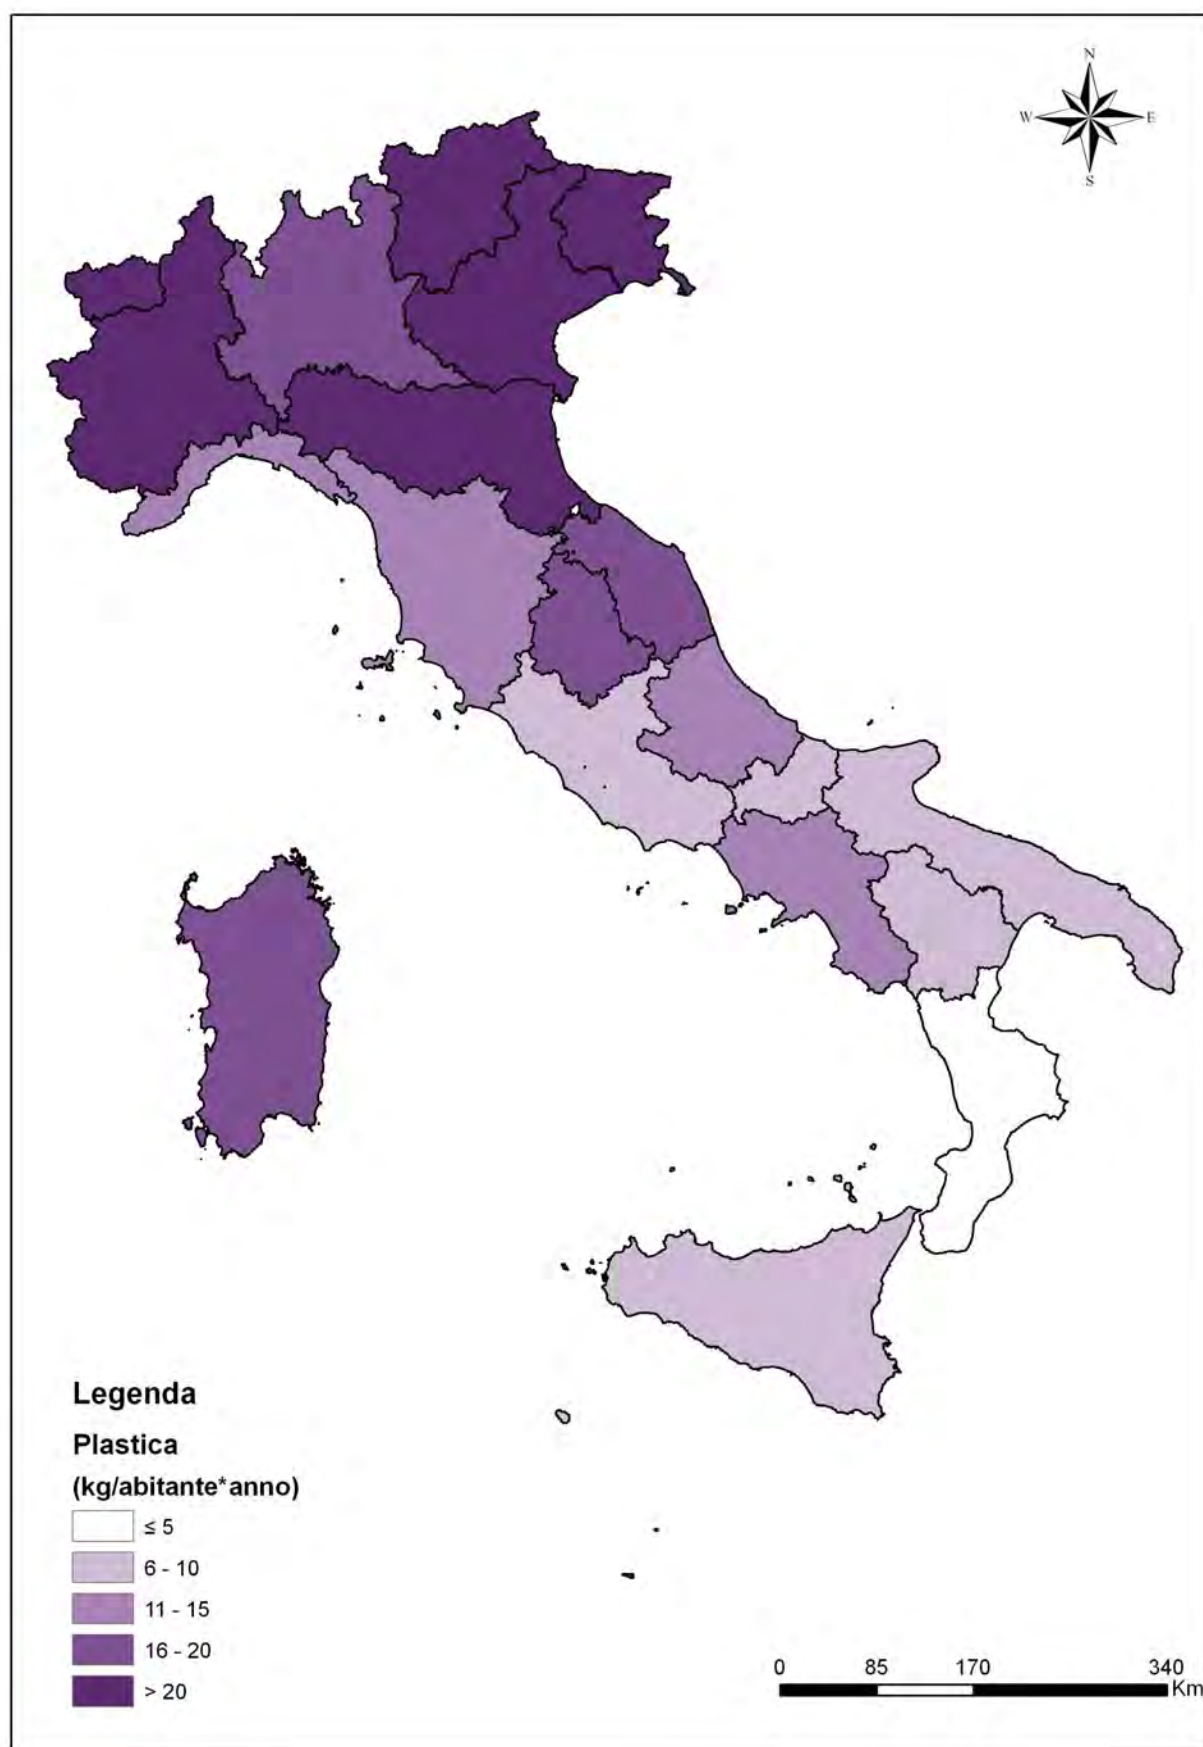 N
W E
S
Legenda
Plastica
(kg/abitante*anno)
≤ 5
6 - 10
11 - 15
16 - 20
> 20
0 85 170 340
Km